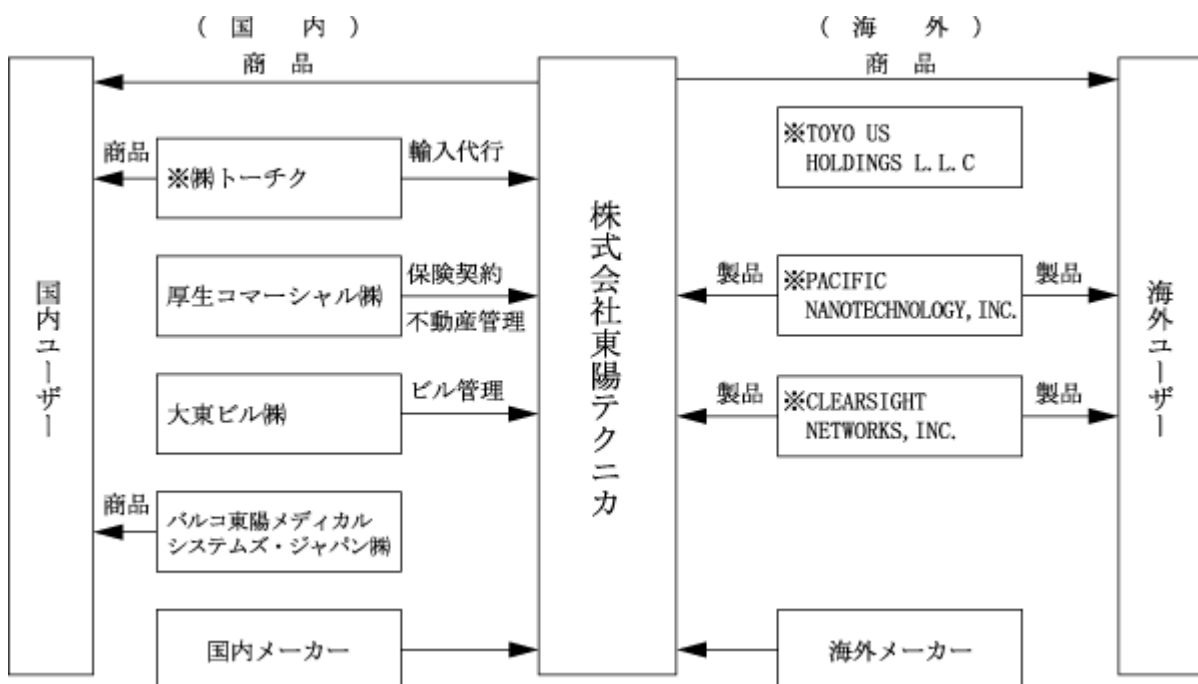 ( 国 内 )
( 海 外 )
商 品
商 品
国内ユーザー
商品
※㈱トーチク
輸入代行
厚生コマーシャル㈱
保険契約
不動産管理
大東ビル㈱
ビル管理
商品
バルコ東陽メディカル
システムズ・ジャパン㈱
国内メーカー
株式会社東陽テクニカ
※TOYO US
HOLDINGS L.L.C
製品
※PACIFIC
NANOTECHNOLOGY, INC.
製品
製品
※CLEARSIGHT
NETWORKS, INC.
製品
海外メーカー
海外ユーザー